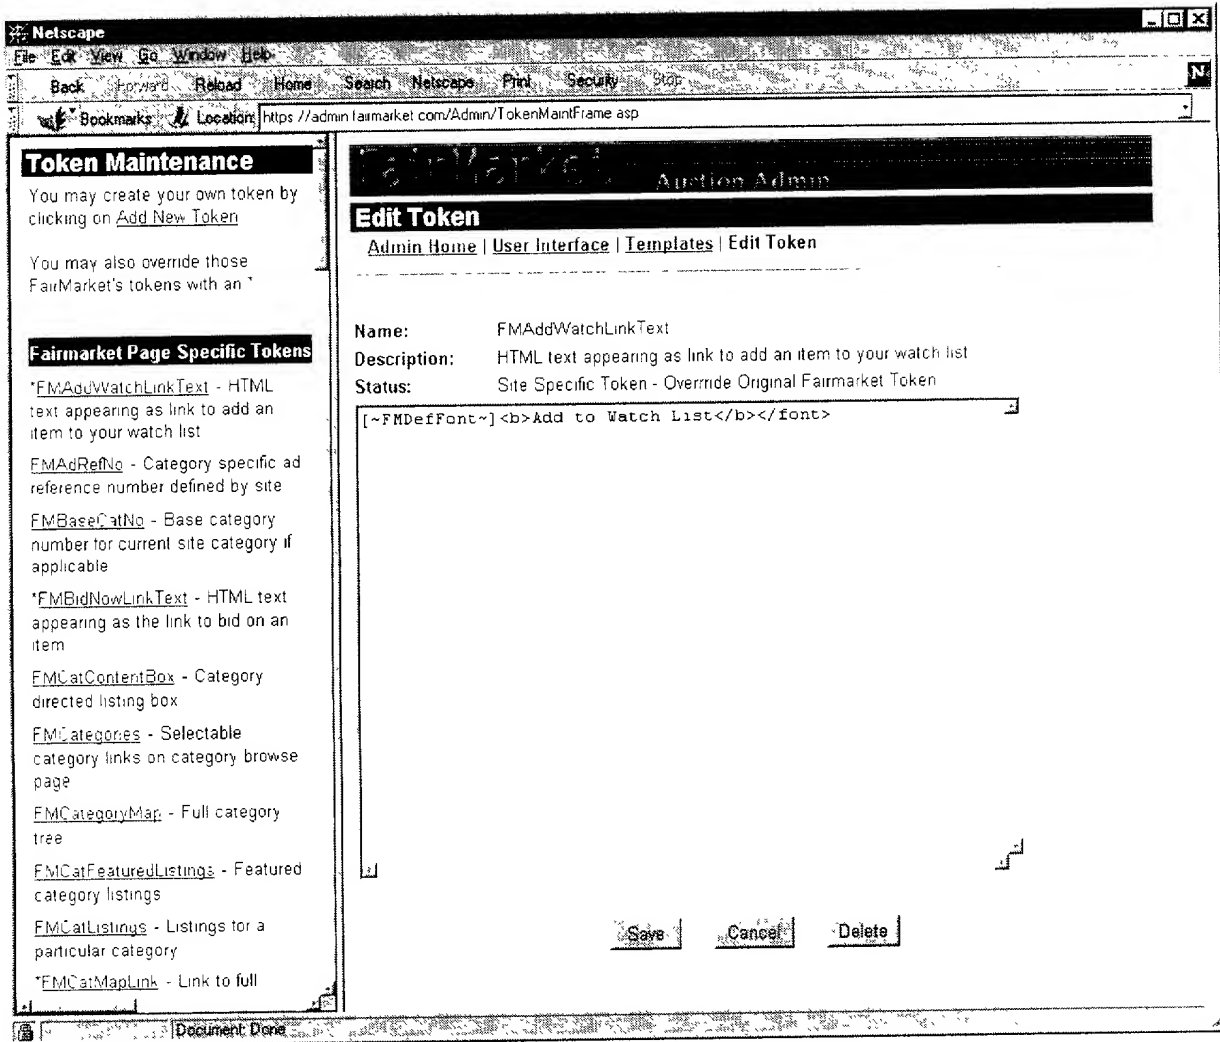 Netscape
File Edit View Go Window Help
Back Forward Reload Home Search Netscape Print Security Stop
N
Bookmarks Location: https //admin fairmarket com/Admin/TokenMaintFrame asp
Token Maintenance
You may create your own token by
clicking on Add New Token
You may also override those
FairMarket's tokens with an *
Fairmarket Page Specific Tokens
*FMAddWatchLinkText - HTML
text appearing as link to add an
item to your watch list
FMAdRefNo - Category specific ad
reference number defined by site
FMBaseCatNo - Base category
number for current site category if
applicable
*FMBidNowLinkText - HTML text
appearing as the link to bid on an
item
FMCatContentBox - Category
directed listing box
FMCategories - Selectable
category links on category browse
page
FMCategoryMap - Full category
tree
FMCatFeaturedListings - Featured
category listings
FMCatListings - Listings for a
particular category
*FMCatMapLink - Link to full
FairMarket
Auction Admin
Edit Token
Admin Home | User Interface | Templates | Edit Token
Name: FMAddWatchLinkText
Description: HTML text appearing as link to add an item to your watch list
Status: Site Specific Token - Override Original Fairmarket Token
[~FMDefFont~]<b>Add to Watch List</b></font>
Save Cancel Delete
Document: Done